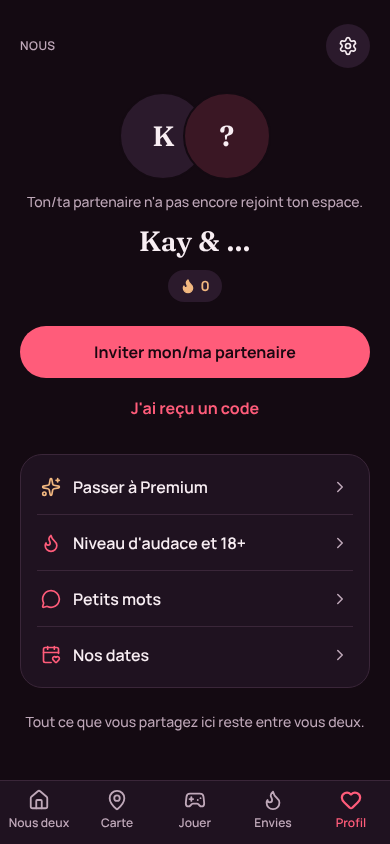 NOUS
K
?
Ton/ta partenaire n'a pas encore rejoint ton espace.
Kay & ...
0
Inviter mon/ma partenaire
J'ai reçu un code
Passer à Premium
Niveau d'audace et 18+
Petits mots
Nos dates
Tout ce que vous partagez ici reste entre vous deux.
Nous deux
Carte
Jouer
Envies
Profil